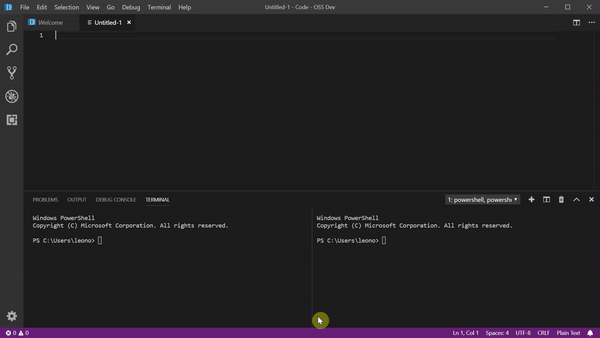 File Edit Selection View Go Debug Terminal Help Untitled-1 - Code - OSS Dev
Welcome Untitled-1
1
PROBLEMS OUTPUT DEBUG CONSOLE TERMINAL 1: powershell, powersh
Windows PowerShell
Copyright (C) Microsoft Corporation. All rights reserved.
PS C:\Users\leono>
Windows PowerShell
Copyright (C) Microsoft Corporation. All rights reserved.
PS C:\Users\leono>
0 0 Ln 1, Col 1 Spaces: 4 UTF-8 CRLF Plain Text